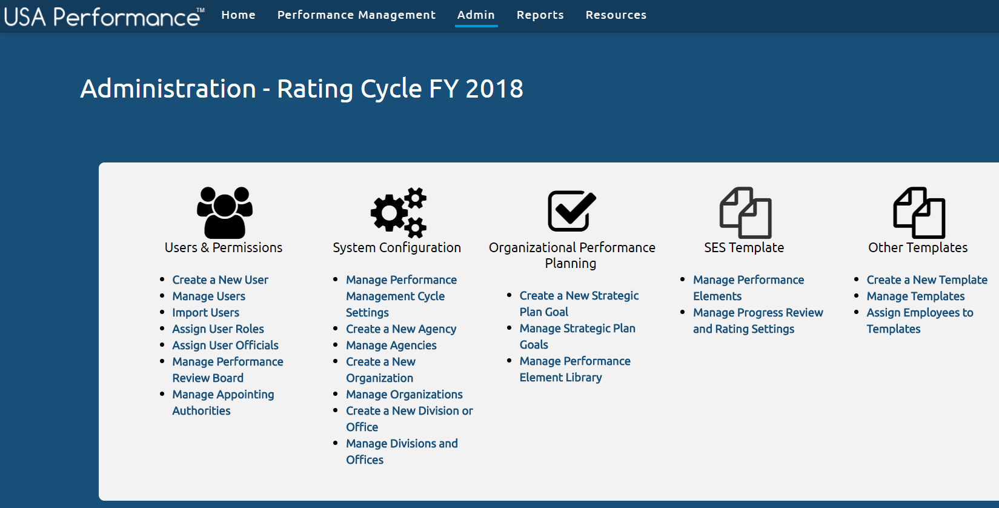 USA Performance™
Home Performance Management Admin Reports Resources
Administration - Rating Cycle FY 2018
Users & Permissions
Create a New User
Manage Users
Import Users
Assign User Roles
Assign User Officials
Manage Performance
Review Board
Manage Appointing
Authorities
System Configuration
Manage Performance
Management Cycle
Settings
Create a New Agency
Manage Agencies
Create a New
Organization
Manage Organizations
Create a New Division or
Office
Manage Divisions and
Offices
Organizational Performance
Planning
Create a New Strategic
Plan Goal
Manage Strategic Plan
Goals
Manage Performance
Element Library
SES Template
Manage Performance
Elements
Manage Progress Review
and Rating Settings
Other Templates
Create a New Template
Manage Templates
Assign Employees to
Templates